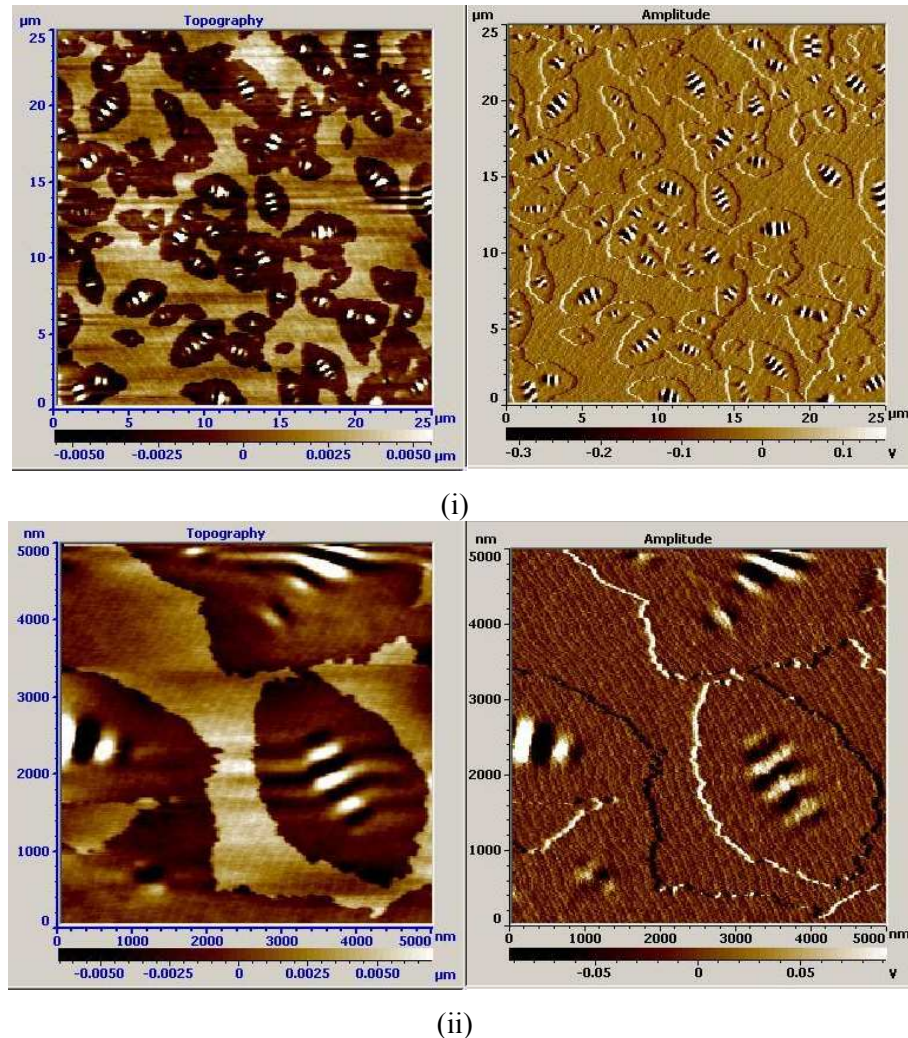 µm Topography
25
20
15
10
5
0
0 5 10 15 20 25 µm
-0.0050 -0.0025 0 0.0025 0.0050 µm
µm Amplitude
25
20
15
10
5
0
0 5 10 15 20 25 µm
-0.3 -0.2 -0.1 0 0.1 V
(i)
nm Topography
5000
4000
3000
2000
1000
0
0 1000 2000 3000 4000 5000 nm
-0.0050 -0.0025 0 0.0025 0.0050 µm
nm Amplitude
5000
4000
3000
2000
1000
0
0 1000 2000 3000 4000 5000 nm
-0.05 0 0.05 V
(ii)